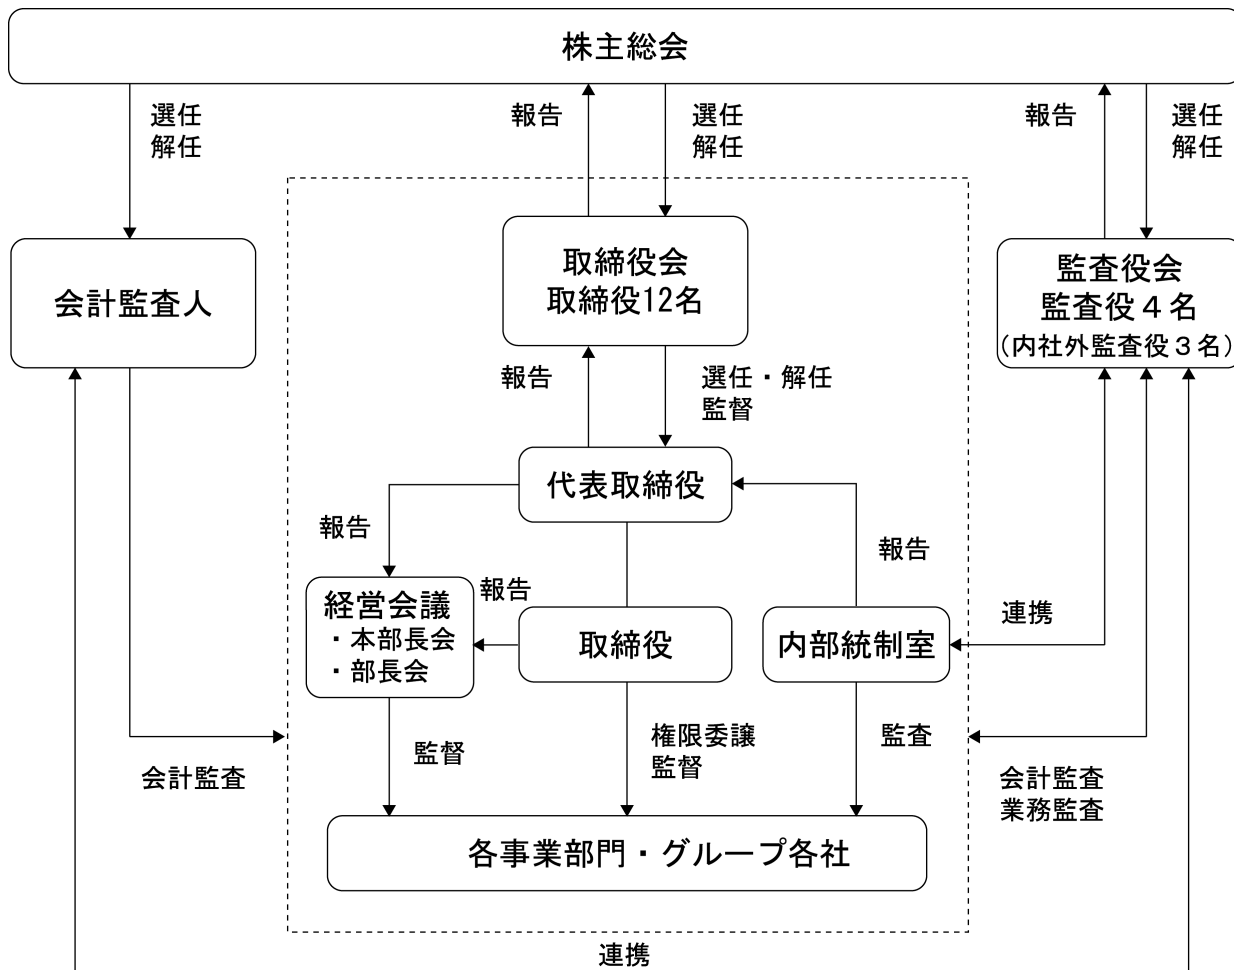 株主総会
選任
解任
報告
選任
解任
報告
選任
解任
会計監査人
取締役会
取締役12名
監査役会
監査役４名
(内社外監査役３名)
報告
選任・解任
監督
代表取締役
報告
報告
経営会議
・本部長会
・部長会
報告
取締役
内部統制室
連携
監督
権限委譲
監督
監査
会計監査
会計監査
業務監査
各事業部門・グループ各社
連携